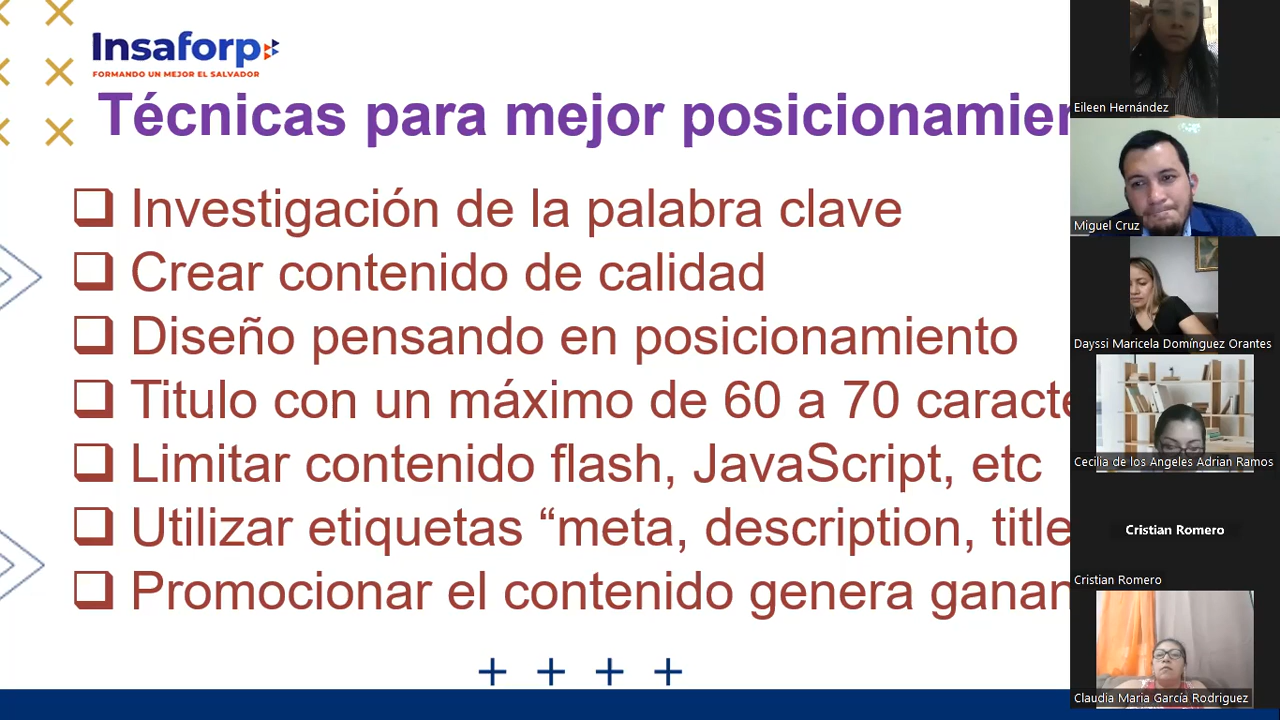 Insaforp
FORMANDO UN MEJOR EL SALVADOR
Técnicas para mejor
❑ Investigación de la palabra clave
❑ Crear contenido de calidad
❑ Diseño pensando en posicionamiento
❑ Titulo con un máximo de 60 a 70
❑ Limitar contenido flash, JavaScript, etc
❑ Utilizar etiquetas “meta, description, title
❑ Promocionar el contenido genera
Eileen Hernández
Miguel Cruz
Dayssi Maricela Domínguez Orantes
Cecilia de los Angeles Adrian Ramos
Cristian Romero
Cristian Romero
Claudia Maria García Rodriguez